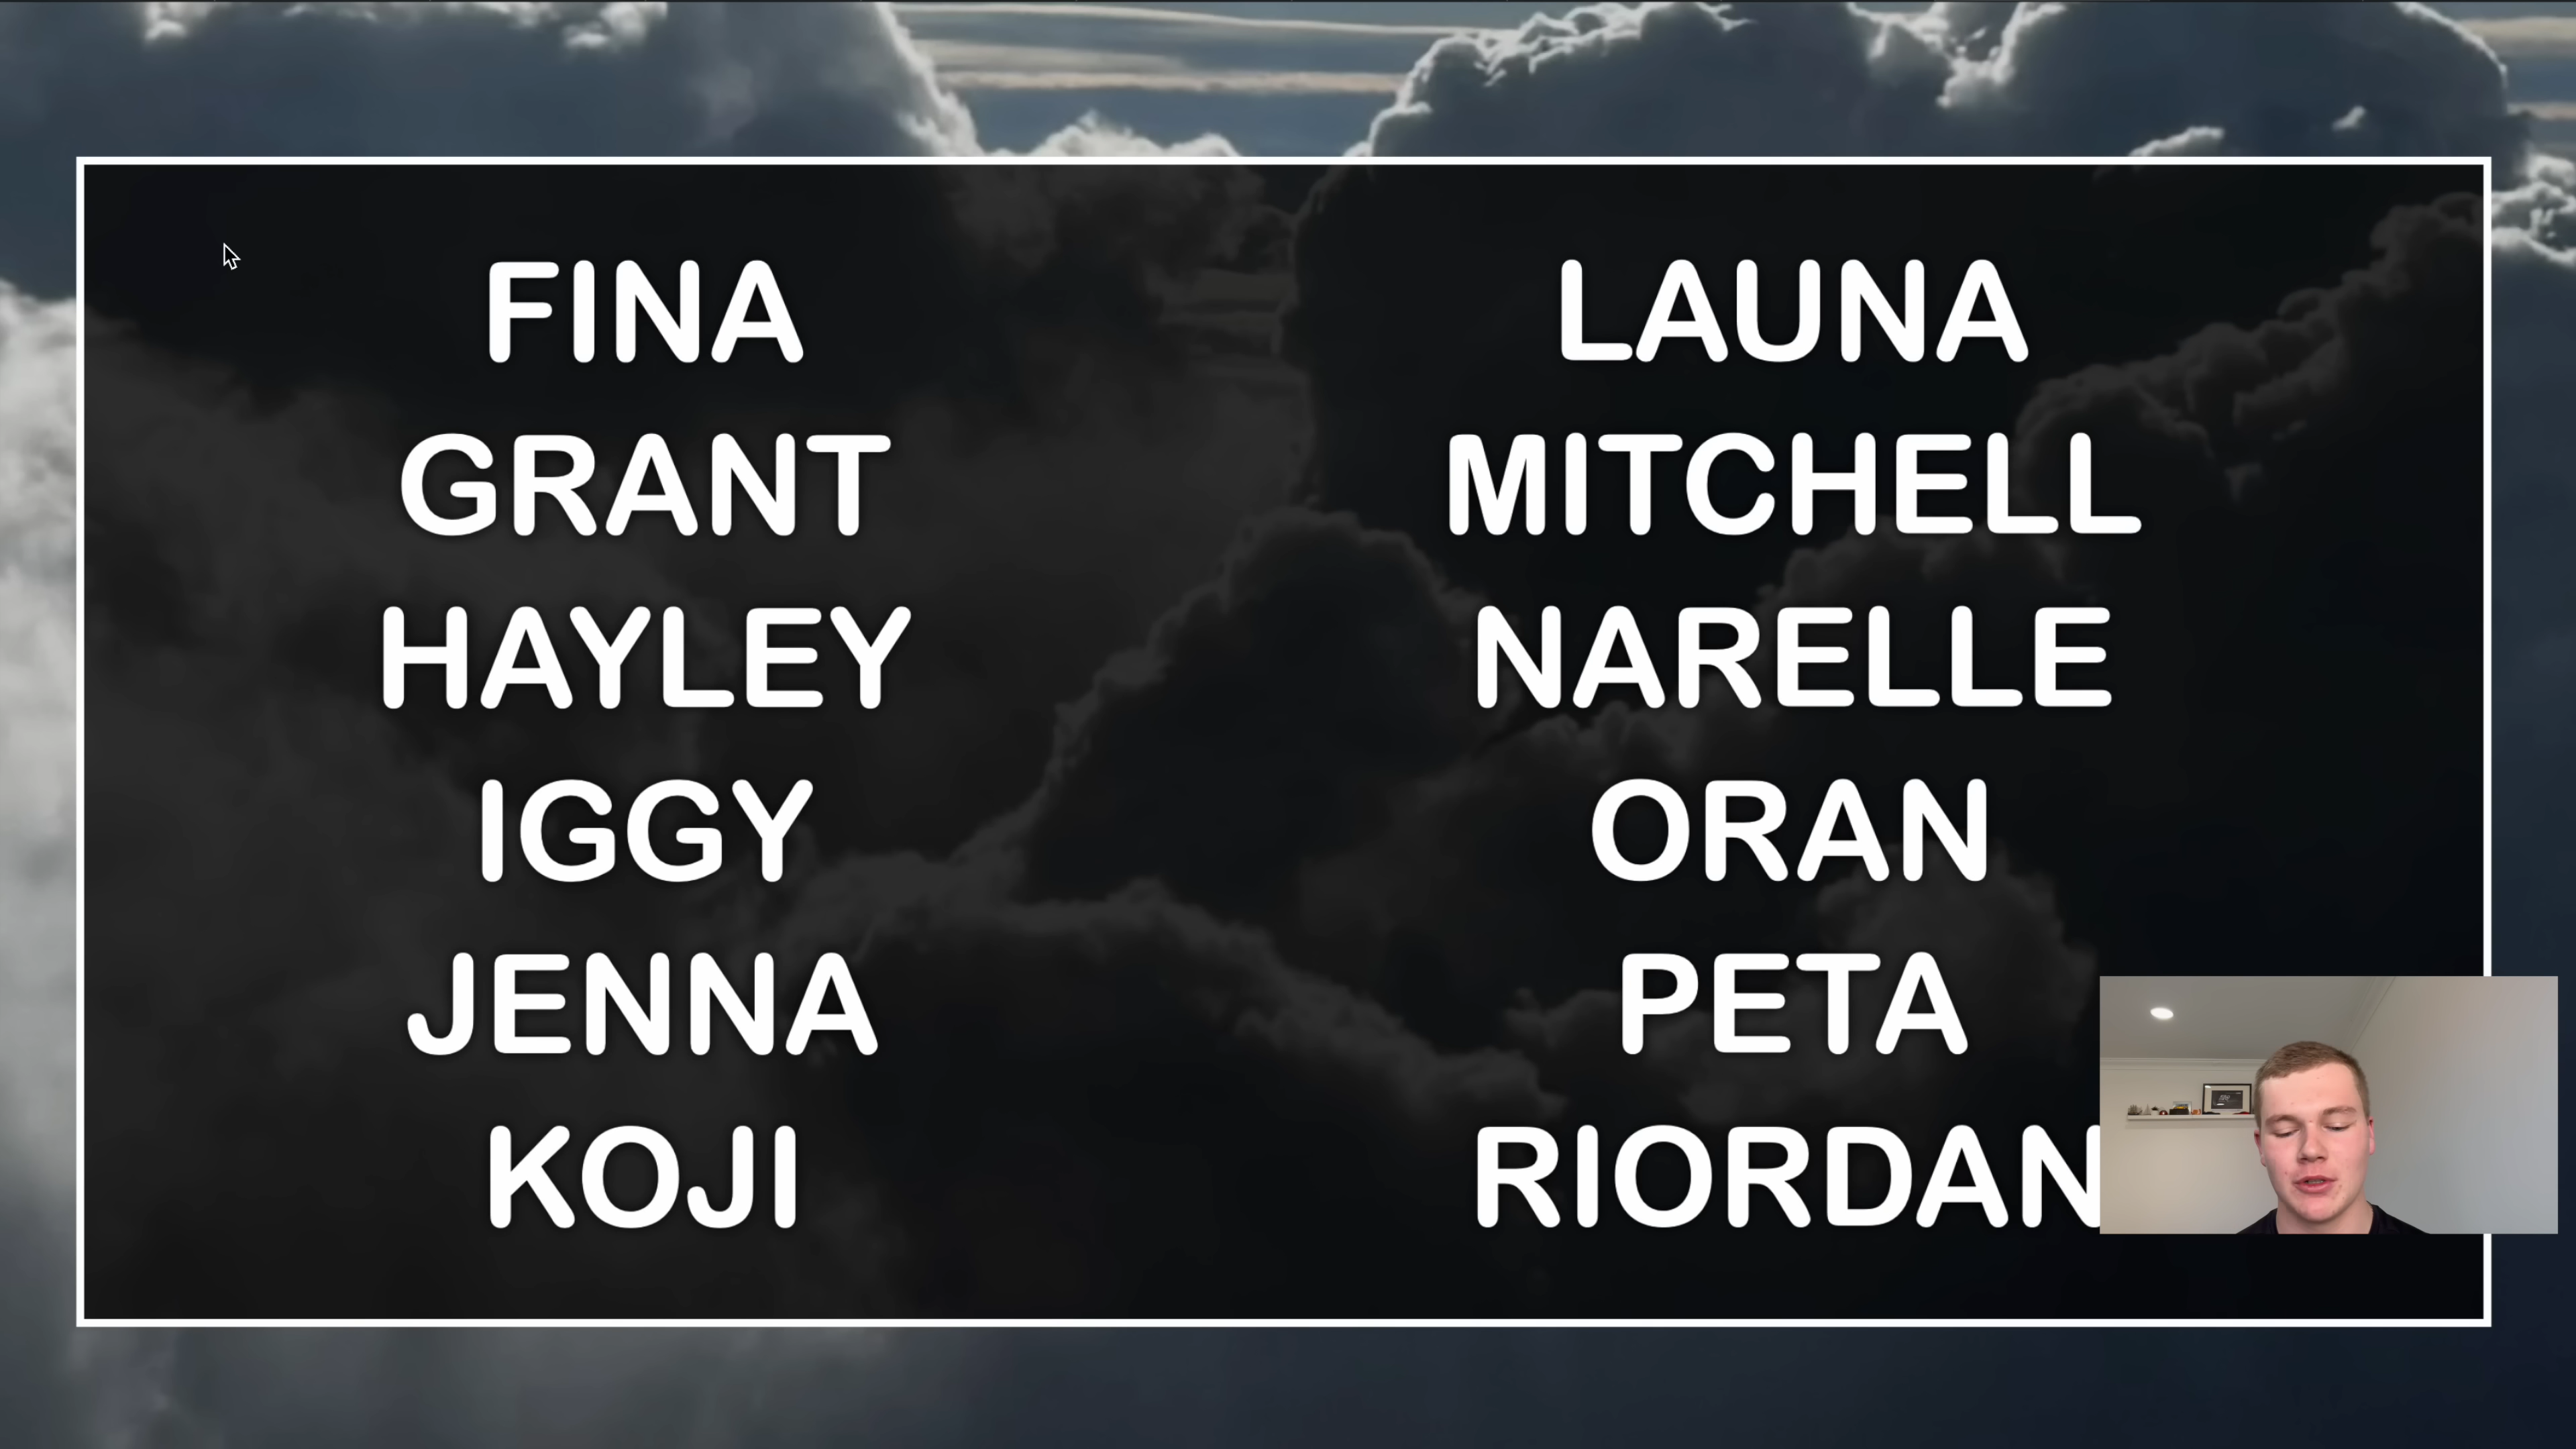 FINA
GRANT
HAYLEY
IGGY
JENNA
KOJI
LAUNA
MITCHELL
NARELLE
ORAN
PETA
RIORDAN